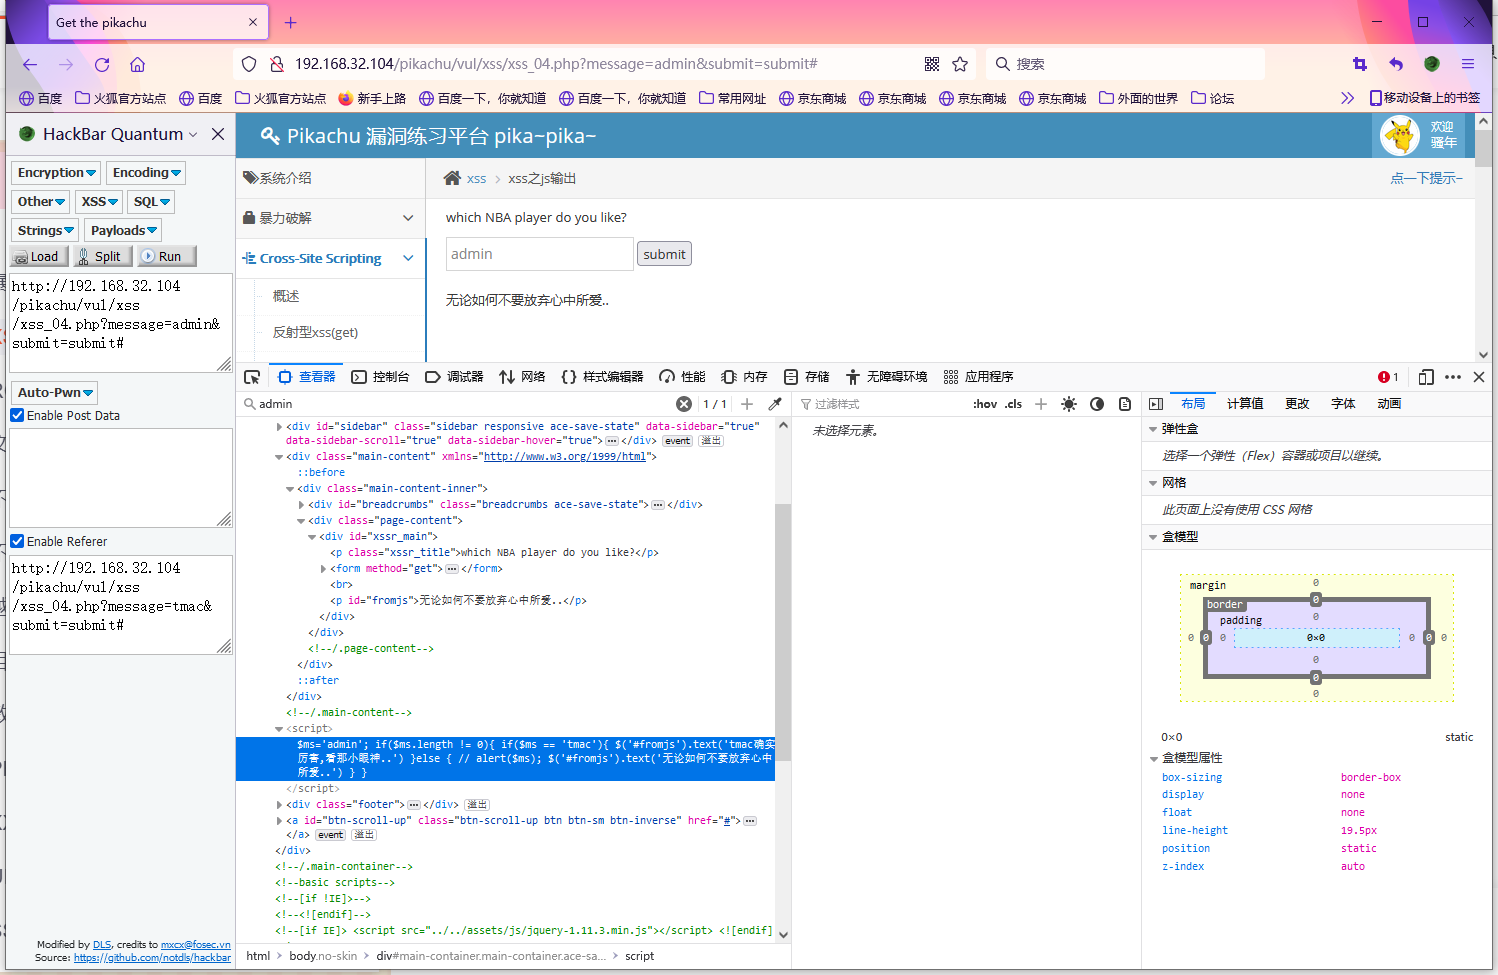 Get the pikachu
192.168.32.104/pikachu/vul/xss/xss_04.php?message=admin&submit=submit#
搜索
百度
火狐官方站点
百度
火狐官方站点
新手上路
百度一下，你就知道
百度一下，你就知道
常用网址
京东商城
京东商城
京东商城
京东商城
外面的世界
论坛
移动设备上的书签
HackBar Quantum
Encryption
Encoding
Other
XSS
SQL
Strings
Payloads
Load
Split
Run
http://192.168.32.104
/pikachu/vul/xss
/xss_04.php?message=admin&
submit=submit#
Auto-Pwn
Enable Post Data
Enable Referer
http://192.168.32.104
/pikachu/vul/xss
/xss_04.php?message=tmac&
submit=submit#
Modified by DLS, credits to mxcx@fosec.vn
Source: https://github.com/notdls/hackbar
Pikachu 漏洞练习平台 pika~pika~
欢迎
骚年
系统介绍
暴力破解
Cross-Site Scripting
概述
反射型xss(get)
xss > xss之js输出
点一下提示~
which NBA player do you like?
admin
submit
无论如何不要放弃心中所爱..
查看器
控制台
调试器
网络
样式编辑器
性能
内存
存储
无障碍环境
应用程序
1
admin
1 / 1
<div id="sidebar" class="sidebar responsive ace-save-state" data-sidebar="true"
data-sidebar-scroll="true" data-sidebar-hover="true">⋯</div> event 溢出
<div class="main-content" xmlns="http://www.w3.org/1999/html">
::before
<div class="main-content-inner">
<div id="breadcrumbs" class="breadcrumbs ace-save-state">⋯</div>
<div class="page-content">
<div id="xssr_main">
<p class="xssr_title">which NBA player do you like?</p>
<form method="get">⋯</form>
<br>
<p id="fromjs">无论如何不要放弃心中所爱..</p>
</div>
</div>
<!--/.page-content-->
</div>
::after
</div>
<!--/.main-content-->
<script>
$ms='admin'; if($ms.length != 0){ if($ms == 'tmac'){ $('#fromjs').text('tmac确实
厉害,看那小眼神..') }else { // alert($ms); $('#fromjs').text('无论如何不要放弃心中
所爱..') } }
</script>
<div class="footer">⋯</div> 溢出
<a id="btn-scroll-up" class="btn-scroll-up btn btn-sm btn-inverse" href="#">⋯
</a> event 溢出
</div>
<!--/.main-container-->
<!--basic scripts-->
<!--[if !IE]>-->
<!--<![endif]-->
<!--[if IE]> <script src="../../assets/js/jquery-1.11.3.min.js"></script> <![endif]
html > body.no-skin > div#main-container.main-container.ace-sa... > script
过滤样式
:hov .cls
未选择元素。
布局
计算值
更改
字体
动画
弹性盒
选择一个弹性（Flex）容器或项目以继续。
网格
此页面上没有使用 CSS 网格
盒模型
margin
0
border
0
padding
0
0 0 0 0×0 0 0 0
0
0
0
0×0
static
盒模型属性
box-sizing border-box
display none
float none
line-height 19.5px
position static
z-index auto